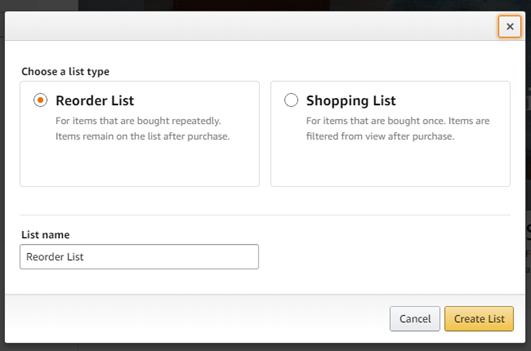 ×
Choose a list type
Reorder List
For items that are bought repeatedly.
Items remain on the list after purchase.
Shopping List
For items that are bought once. Items are
filtered from view after purchase.
List name
Reorder List
Cancel
Create List